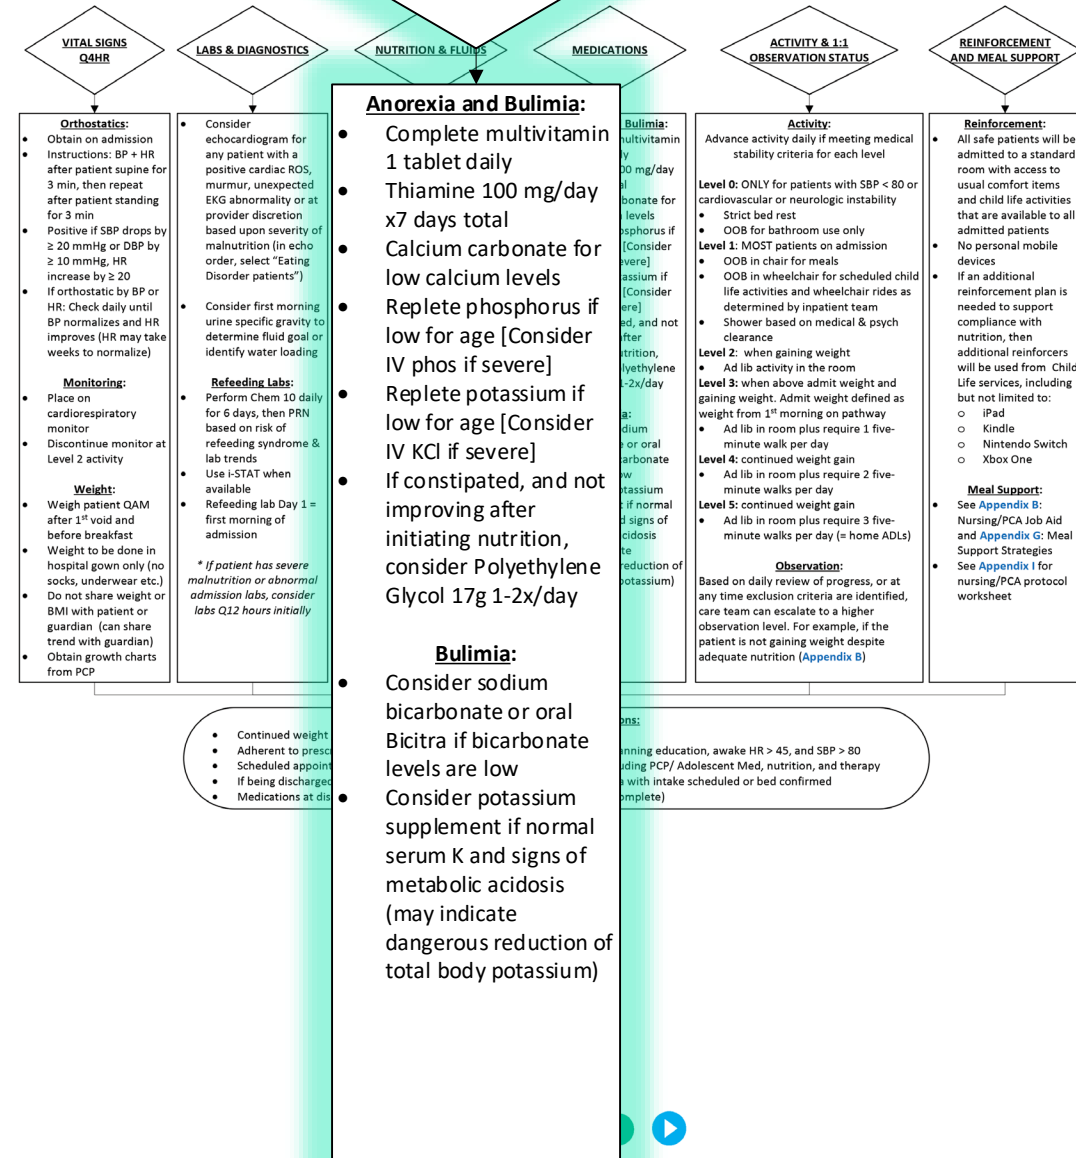 VITAL SIGNS
Q4HR
LABS & DIAGNOSTICS
NUTRITION & FLUIDS
MEDICATIONS
ACTIVITY & 1:1
OBSERVATION STATUS
REINFORCEMENT
AND MEAL SUPPORT
Orthostatics:
• Obtain on admission
• Instructions: BP + HR
after patient supine for
3 min, then repeat
after patient standing
for 3 min
• Positive if SBP drops by
≥ 20 mmHg or DBP by
≥ 10 mmHg, HR
increase by ≥ 20
• If orthostatic by BP or
HR: Check daily until
BP normalizes and HR
improves (HR may take
weeks to normalize)
Monitoring:
• Place on
cardiorespiratory
monitor
• Discontinue monitor at
Level 2 activity
Weight:
• Weigh patient QAM
after 1st void and
before breakfast
• Weight to be done in
hospital gown only (no
socks, underwear etc.)
• Do not share weight or
BMI with patient or
guardian (can share
trend with guardian)
• Obtain growth charts
from PCP
• Consider
echocardiogram for
any patient with a
positive cardiac ROS,
murmur, unexpected
EKG abnormality or at
provider discretion
based upon severity of
malnutrition (in echo
order, select "Eating
Disorder patients")
• Consider first morning
urine specific gravity to
determine fluid goal or
identify water loading
Refeeding Labs:
• Perform Chem 10 daily
for 6 days, then PRN
based on risk of
refeeding syndrome &
lab trends
• Use i-STAT when
available
• Refeeding lab Day 1 =
first morning of
admission
* If patient has severe
malnutrition or abnormal
admission labs, consider
labs Q12 hours initially
Anorexia and Bulimia:
• Complete multivitamin
1 tablet daily
• Thiamine 100 mg/day
x7 days total
• Calcium carbonate for
low calcium levels
• Replete phosphorus if
low for age [Consider
IV phos if severe]
• Replete potassium if
low for age [Consider
IV KCl if severe]
• If constipated, and not
improving after
initiating nutrition,
consider Polyethylene
Glycol 17g 1-2x/day
Bulimia:
• Consider sodium
bicarbonate or oral
Bicitra if bicarbonate
levels are low
• Consider potassium
supplement if normal
serum K and signs of
metabolic acidosis
(may indicate
dangerous reduction of
total body potassium)
Bulimia:
mg/day
levels
if
[Consider
if
[Consider
and not
1-2x/day
or oral
if normal
signs of
reduction of
Activity:
Advance activity daily if meeting medical
stability criteria for each level
Level 0: ONLY for patients with SBP < 80 or
cardiovascular or neurologic instability
• Strict bed rest
• OOB for bathroom use only
Level 1: MOST patients on admission
• OOB in chair for meals
• OOB in wheelchair for scheduled child
life activities and wheelchair rides as
determined by inpatient team
• Shower based on medical & psych
clearance
Level 2: when gaining weight
• Ad lib activity in the room
Level 3: when above admit weight and
gaining weight. Admit weight defined as
weight from 1st morning on pathway
• Ad lib in room plus require 1 five-
minute walk per day
Level 4: continued weight gain
• Ad lib in room plus require 2 five-
minute walks per day
Level 5: continued weight gain
• Ad lib in room plus require 3 five-
minute walks per day (= home ADLs)
Observation:
Based on daily review of progress, or at
any time exclusion criteria are identified,
care team can escalate to a higher
observation level. For example, if the
patient is not gaining weight despite
adequate nutrition (Appendix B)
Reinforcement:
• All safe patients will be
admitted to a standard
room with access to
usual comfort items
and child life activities
that are available to all
admitted patients
• No personal mobile
devices
• If an additional
reinforcement plan is
needed to support
compliance with
nutrition, then
additional reinforcers
will be used from Child
Life services, including
but not limited to:
o iPad
o Kindle
o Nintendo Switch
o Xbox One
Meal Support:
• See Appendix B:
Nursing/PCA Job Aid
and Appendix G: Meal
Support Strategies
• See Appendix I for
nursing/PCA protocol
worksheet
• Continued weight
• Adherent to
education, awake HR > 45, and SBP > 80
• Scheduled
PCP/ Adolescent Med, nutrition, and therapy
• If being discharged
with intake scheduled or bed confirmed
• Medications at